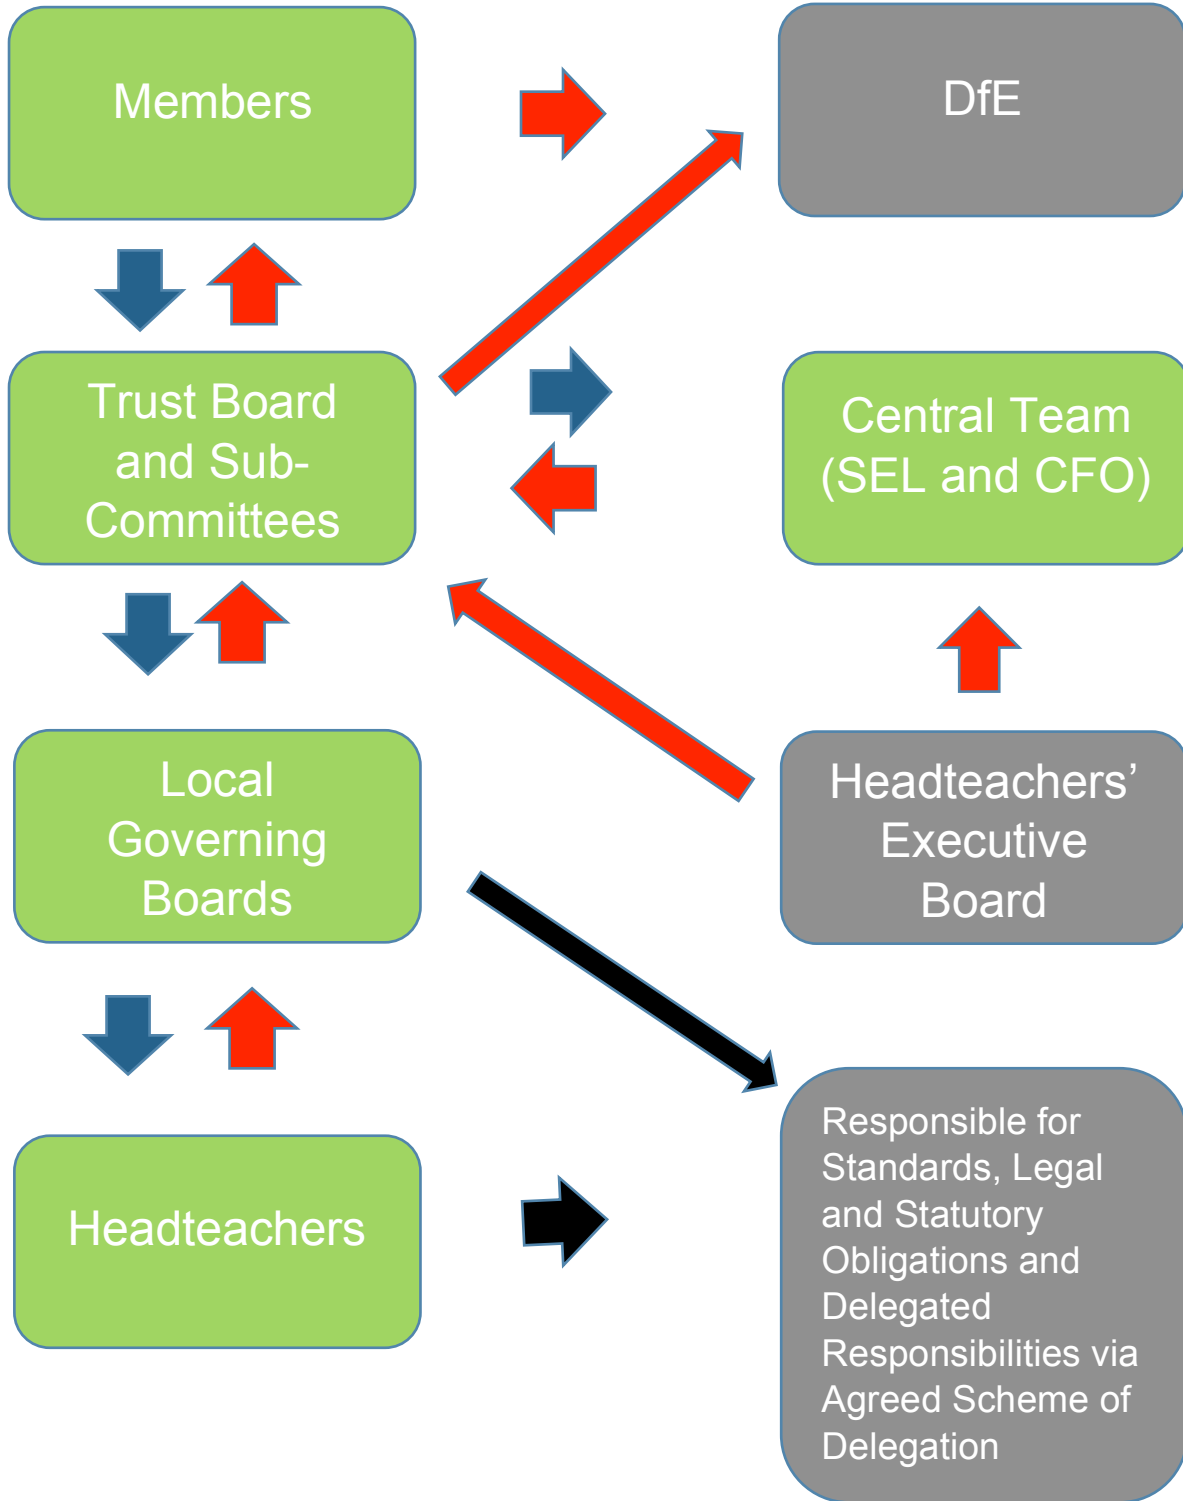 Members
DfE
Trust Board
and Sub-
Committees
Central Team
(SEL and CFO)
Local
Governing
Boards
Headteachers’
Executive
Board
Headteachers
Responsible for
Standards, Legal
and Statutory
Obligations and
Delegated
Responsibilities via
Agreed Scheme of
Delegation